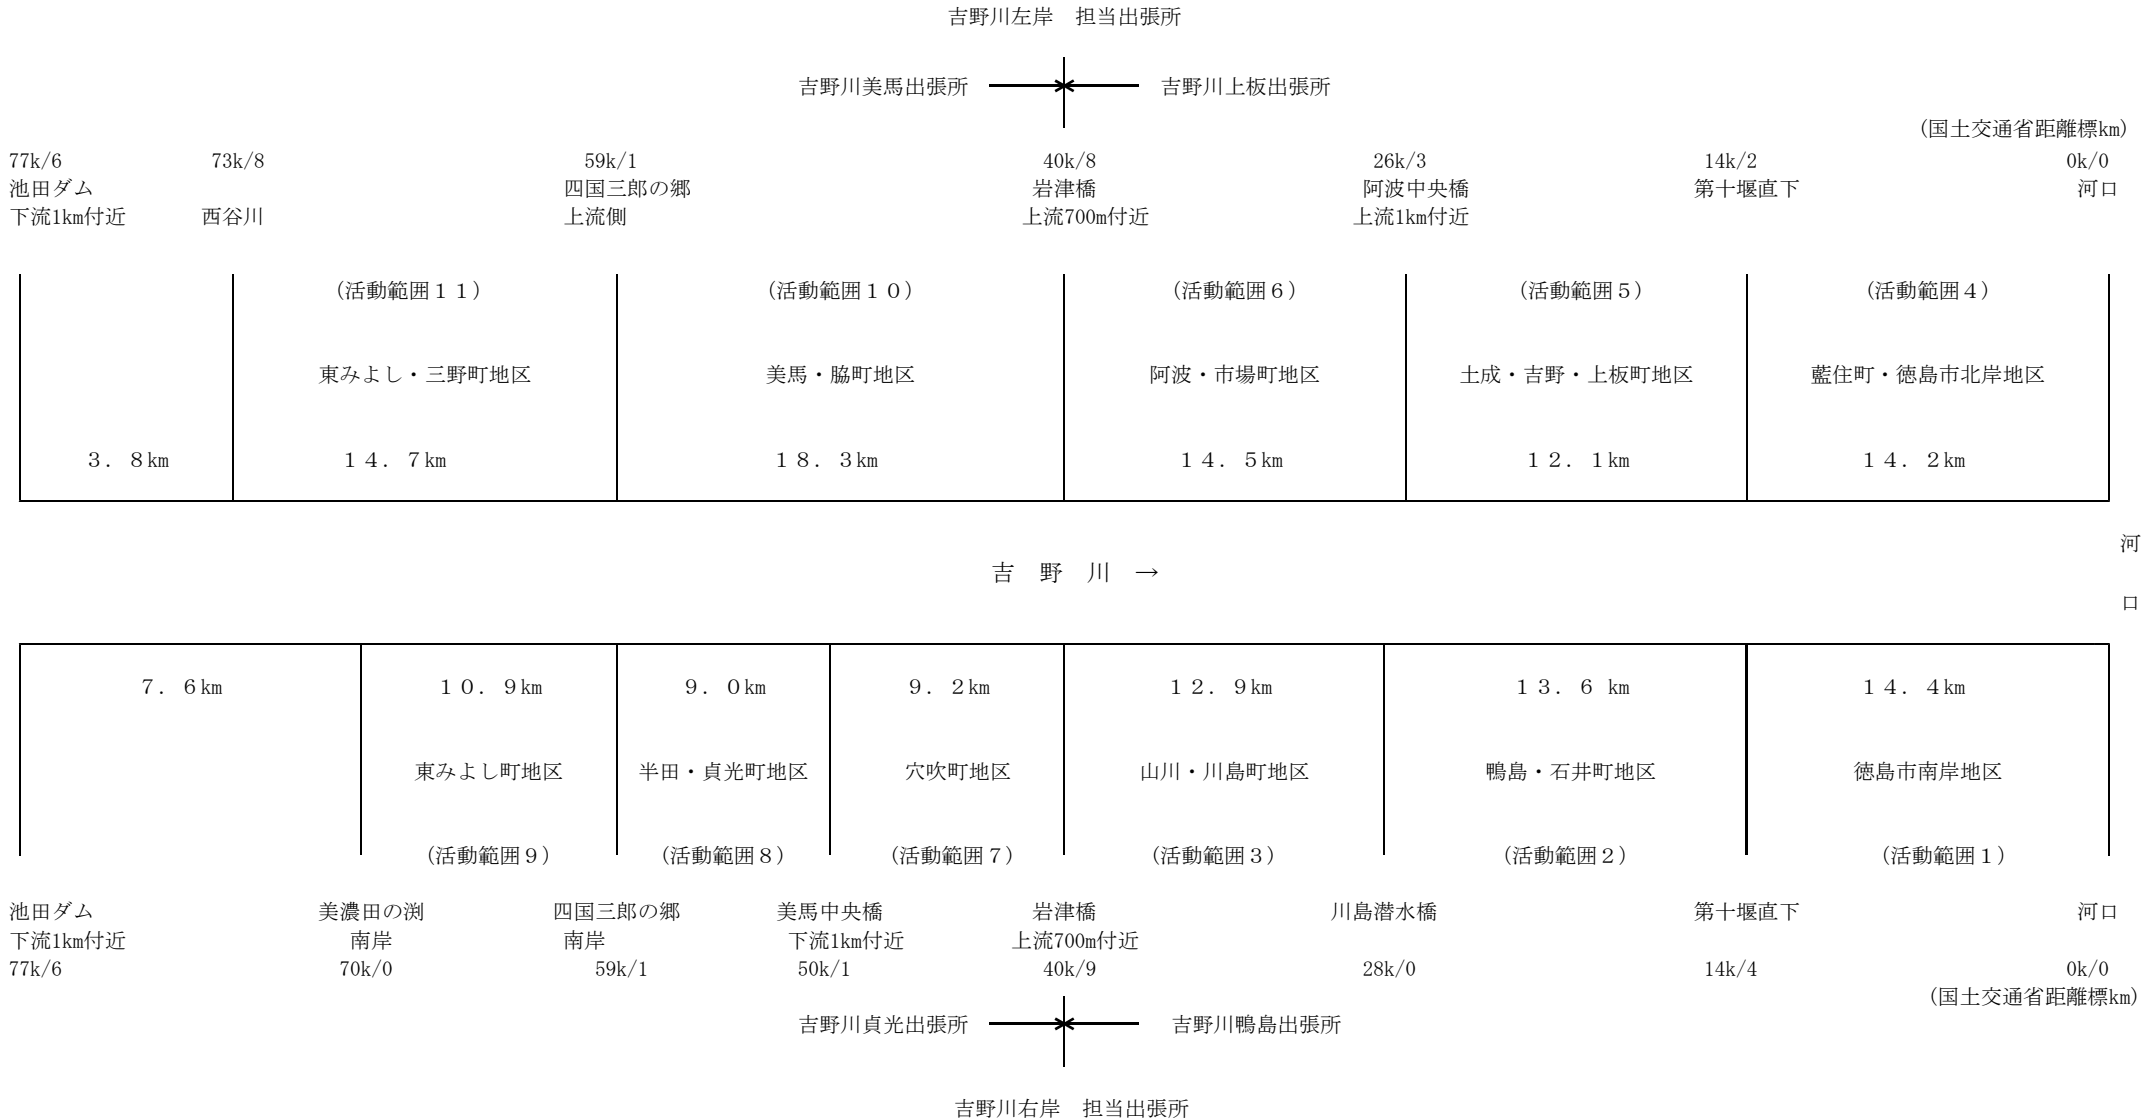 吉野川左岸　担当出張所
吉野川美馬出張所　吉野川上板出張所
(国土交通省距離標km)
77k/6　73k/8　59k/1　40k/8　26k/3　14k/2　0k/0
池田ダム　四国三郎の郷　岩津橋　阿波中央橋　第十堰直下　河口
下流1km付近　西谷川　上流側　上流700m付近　上流1km付近
(活動範囲１１)　(活動範囲１０)　(活動範囲６)　(活動範囲５)　(活動範囲４)
東みよし・三野町地区　美馬・脇町地区　阿波・市場町地区　土成・吉野・上板町地区　藍住町・徳島市北岸地区
３．８km　１４．７km　１８．３km　１４．５km　１２．１km　１４．２km
吉　野　川　→
河
口
７．６km　１０．９km　９．０km　９．２km　１２．９km　１３．６ km　１４．４km
東みよし町地区　半田・貞光町地区　穴吹町地区　山川・川島町地区　鴨島・石井町地区　徳島市南岸地区
(活動範囲９)　(活動範囲８)　(活動範囲７)　(活動範囲３)　(活動範囲２)　(活動範囲１)
池田ダム　美濃田の渕　四国三郎の郷　美馬中央橋　岩津橋　川島潜水橋　第十堰直下　河口
下流1km付近　南岸　南岸　下流1km付近　上流700m付近
77k/6　70k/0　59k/1　50k/1　40k/9　28k/0　14k/4　0k/0
(国土交通省距離標km)
吉野川貞光出張所　吉野川鴨島出張所
吉野川右岸　担当出張所